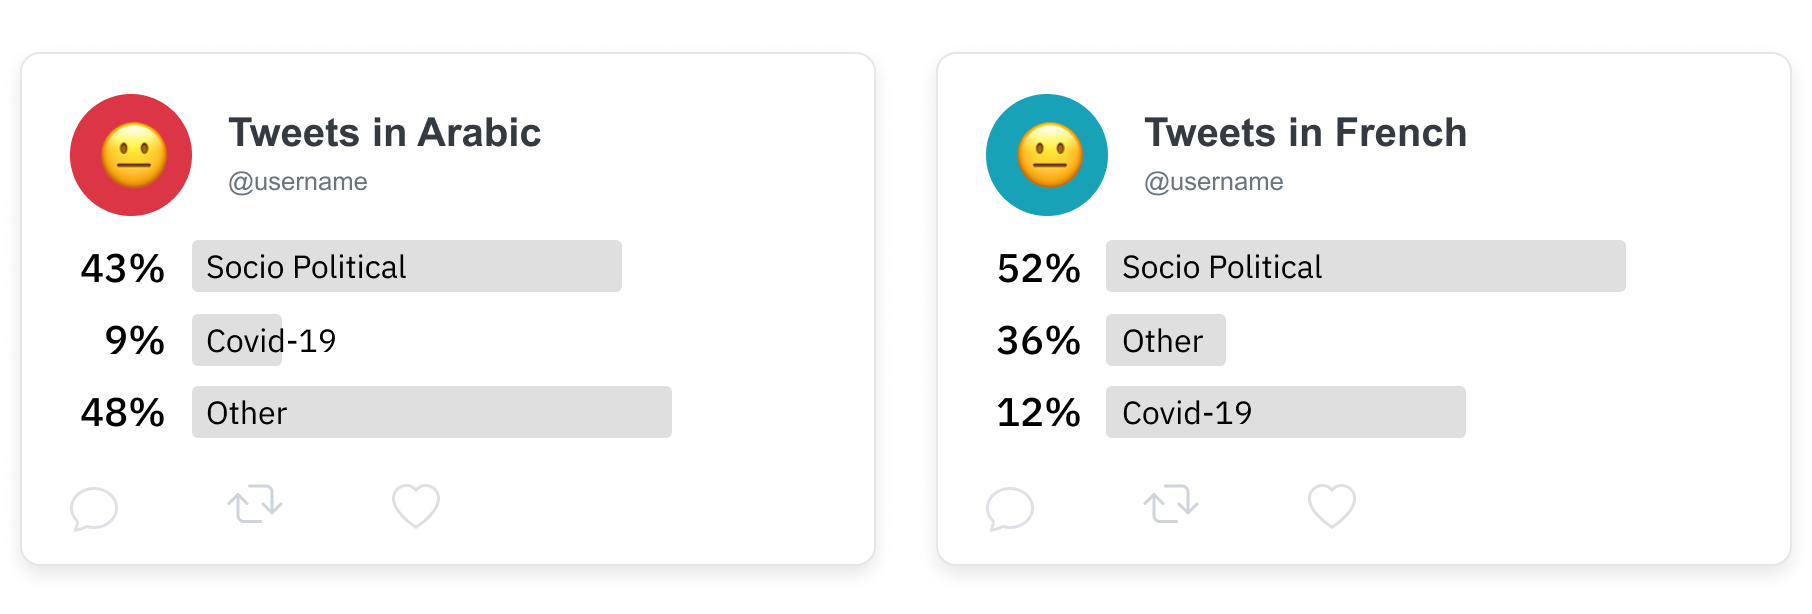 Tweets in Arabic
@username
43% Socio Political
9% Covid-19
48% Other
Tweets in French
@username
52% Socio Political
36% Other
12% Covid-19